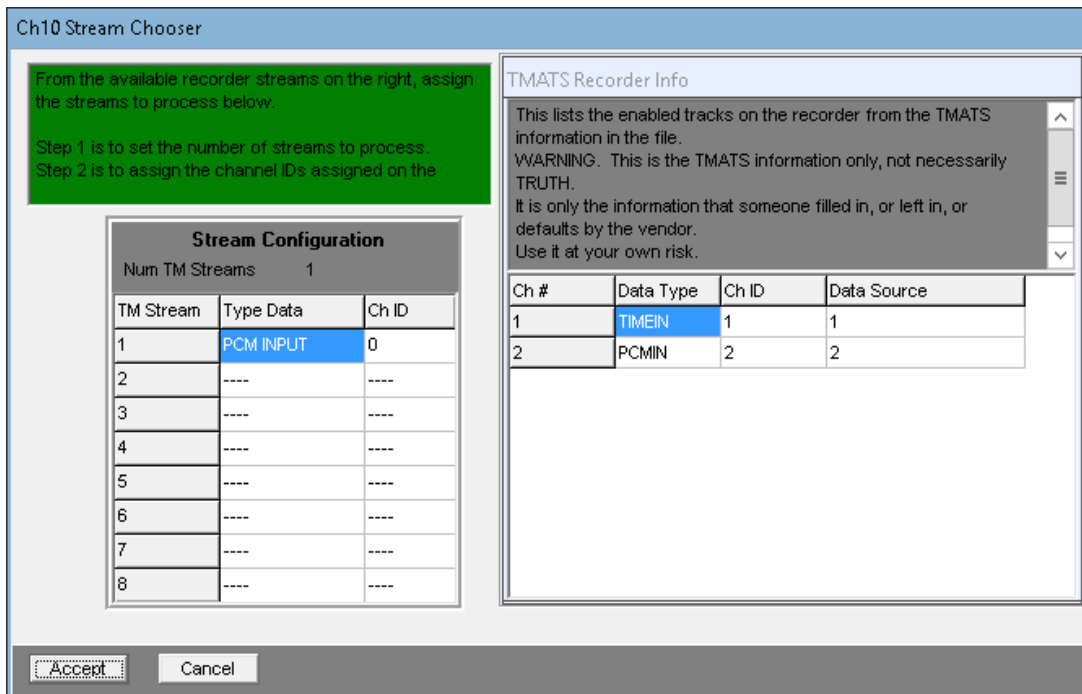 Ch10 Stream Chooser
From the available recorder streams on the right, assign
the streams to process below.
Step 1 is to set the number of streams to process.
Step 2 is to assign the channel IDs assigned on the
Stream Configuration
Num TM Streams 1
TM Stream Type Data Ch ID
1 PCM INPUT 0
2 ---- ----
3 ---- ----
4 ---- ----
5 ---- ----
6 ---- ----
7 ---- ----
8 ---- ----
TMATS Recorder Info
This lists the enabled tracks on the recorder from the TMATS
information in the file.
WARNING. This is the TMATS information only, not necessarily
TRUTH.
It is only the information that someone filled in, or left in, or
defaults by the vendor.
Use it at your own risk.
Ch # Data Type Ch ID Data Source
1 TIMEIN 1 1
2 PCMIN 2 2
Accept Cancel